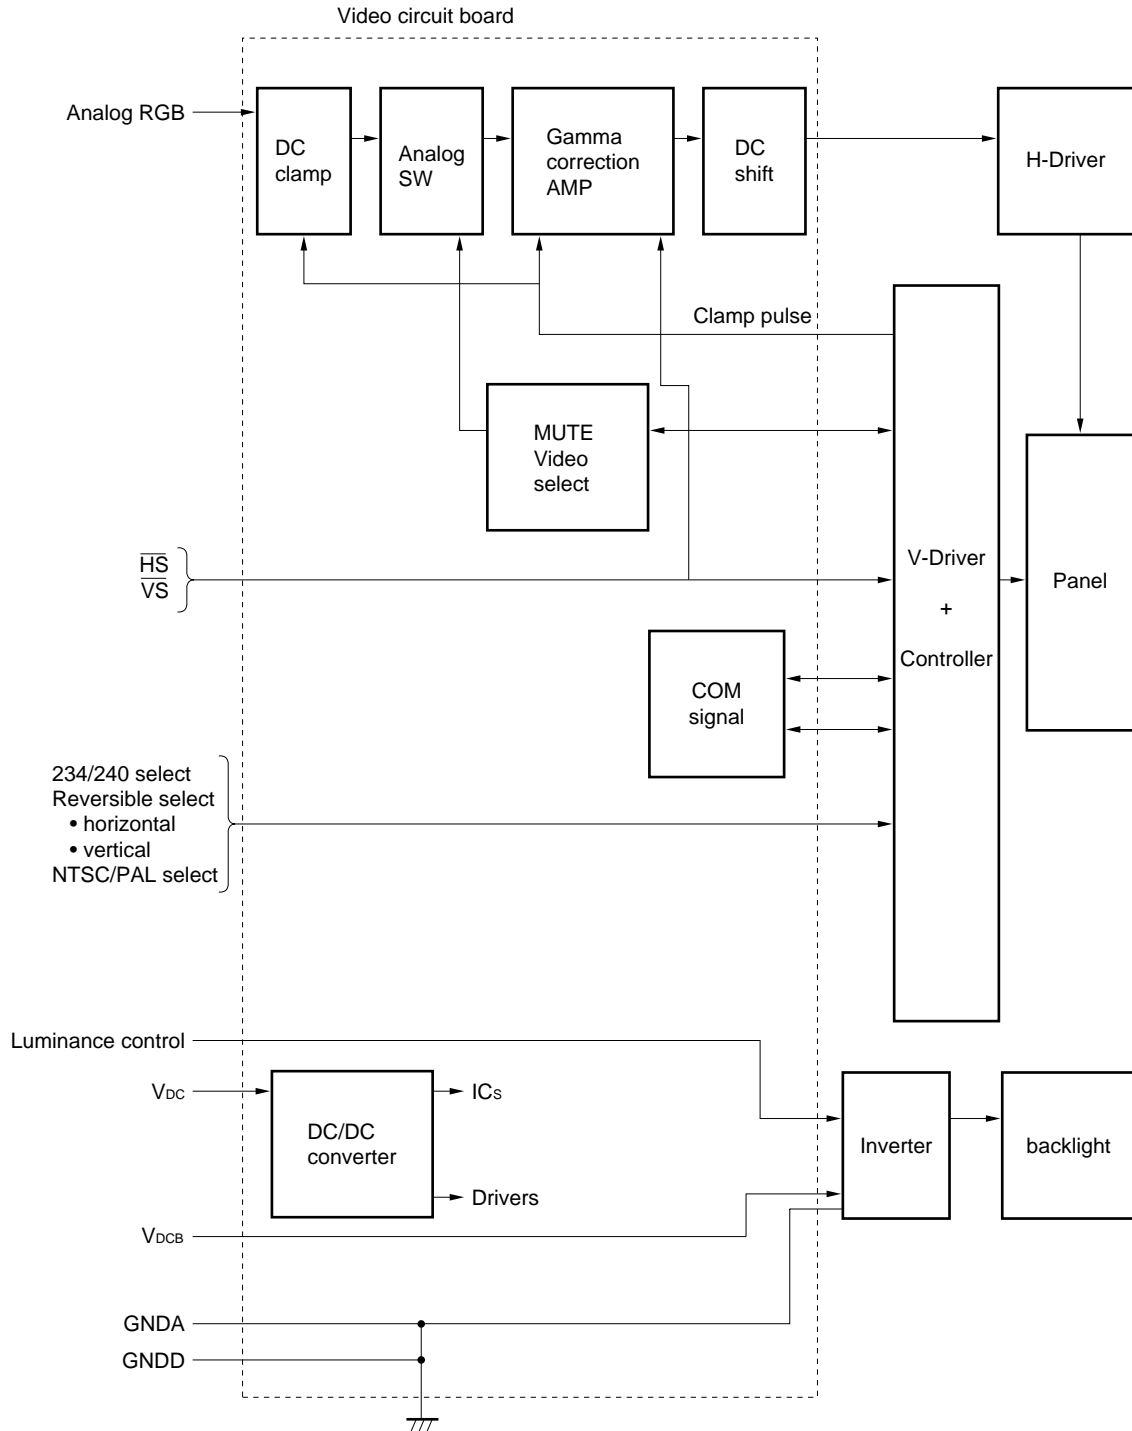 Video circuit board
Analog RGB
DC
clamp
Analog
SW
Gamma
correction
AMP
DC
shift
H-Driver
Clamp pulse
MUTE
Video
select
HS
VS
V-Driver
+
Controller
Panel
COM
signal
234/240 select
Reversible select
• horizontal
• vertical
NTSC/PAL select
Luminance control
VDC
ICS
DC/DC
converter
Drivers
Inverter
backlight
VDCB
GNDA
GNDD